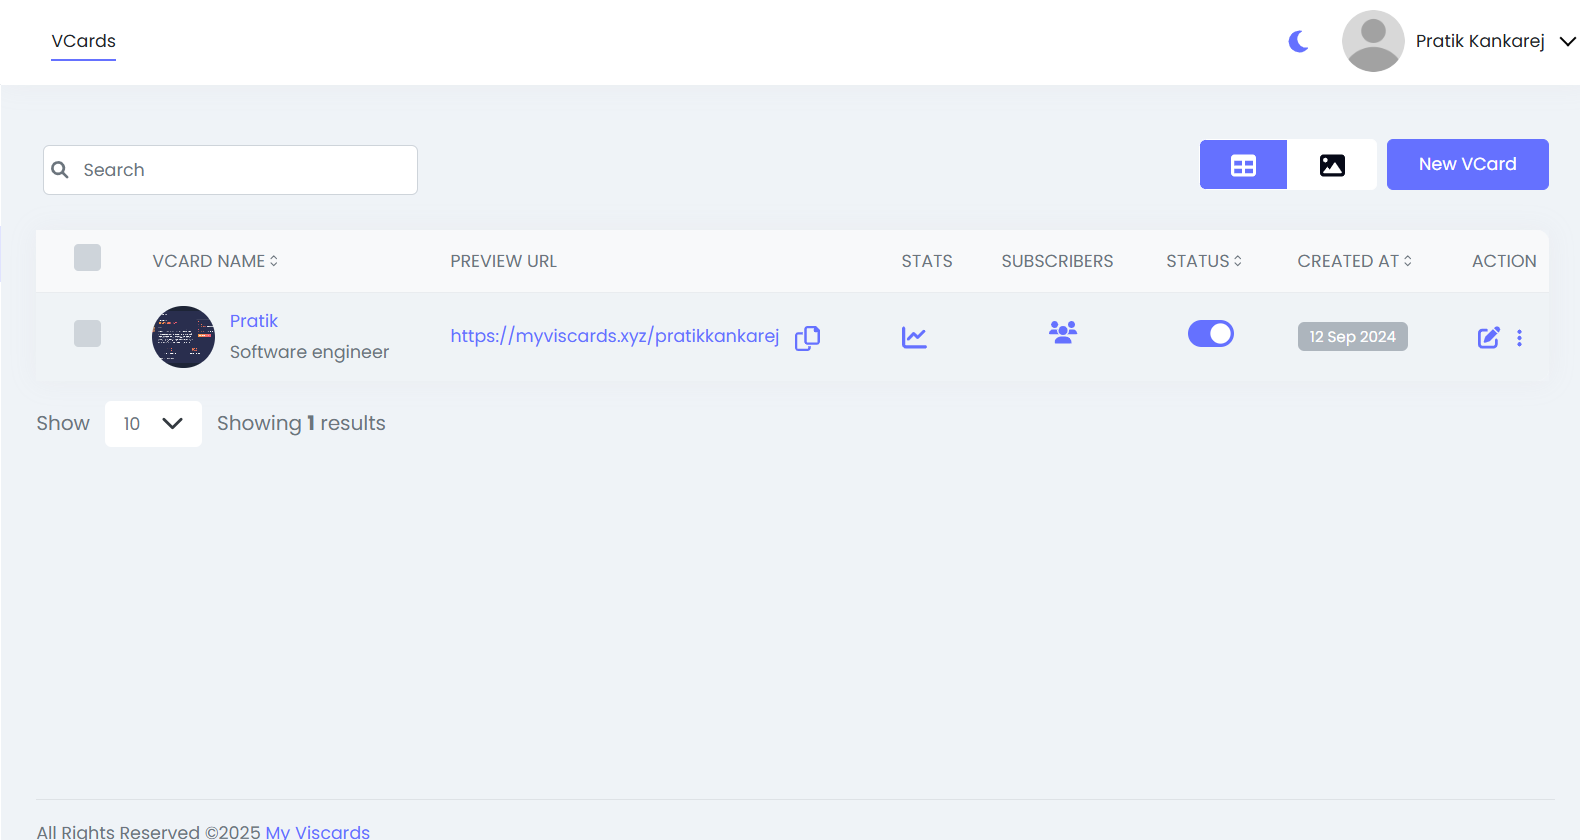 VCards
Pratik Kankarej
Search
New VCard
VCARD NAME PREVIEW URL STATS SUBSCRIBERS STATUS CREATED AT ACTION
Pratik
Software engineer
https://myviscards.xyz/pratikkankarej
12 Sep 2024
Show 10 Showing 1 results
All Rights Reserved ©2025 My Viscards